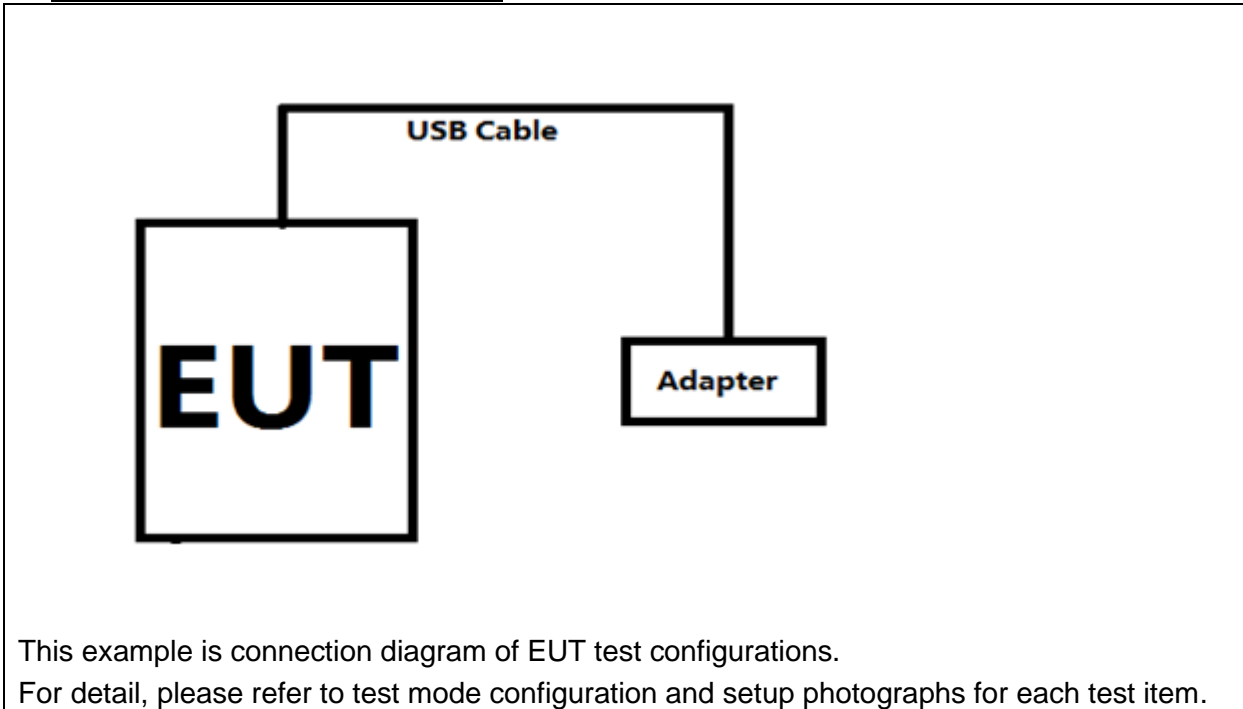 USB Cable
EUT
Adapter
This example is connection diagram of EUT test configurations.
For detail, please refer to test mode configuration and setup photographs for each test item.